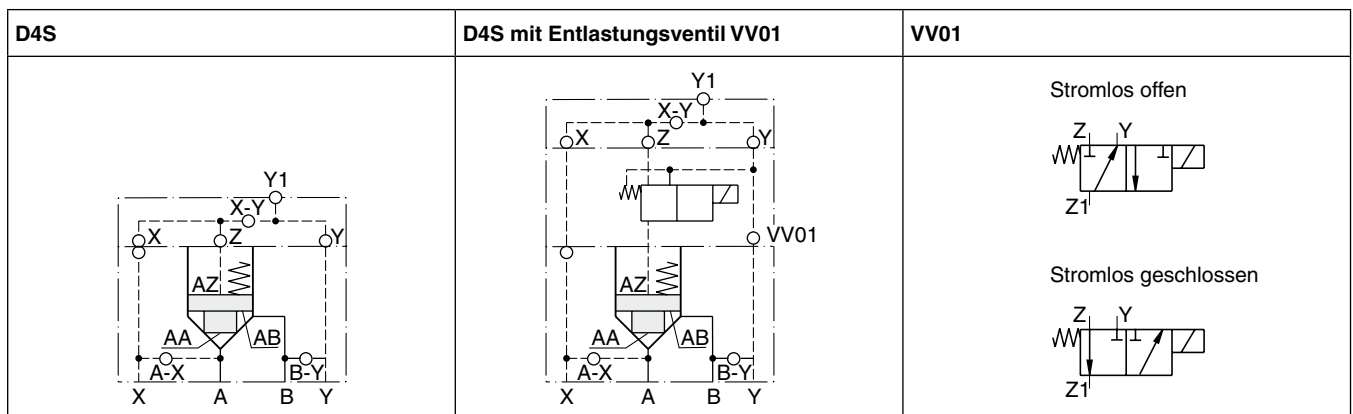 D4S
D4S mit Entlastungsventil VV01
VV01
Y1
X-Y
X
Z
Y
AZ
AA
AB
A-X
B-Y
X
A
B
Y
Y1
X-Y
X
Z
Y
VV01
AZ
AA
AB
A-X
B-Y
X
A
B
Y
Stromlos offen
Z
Y
Z1
Stromlos geschlossen
Z
Y
Z1